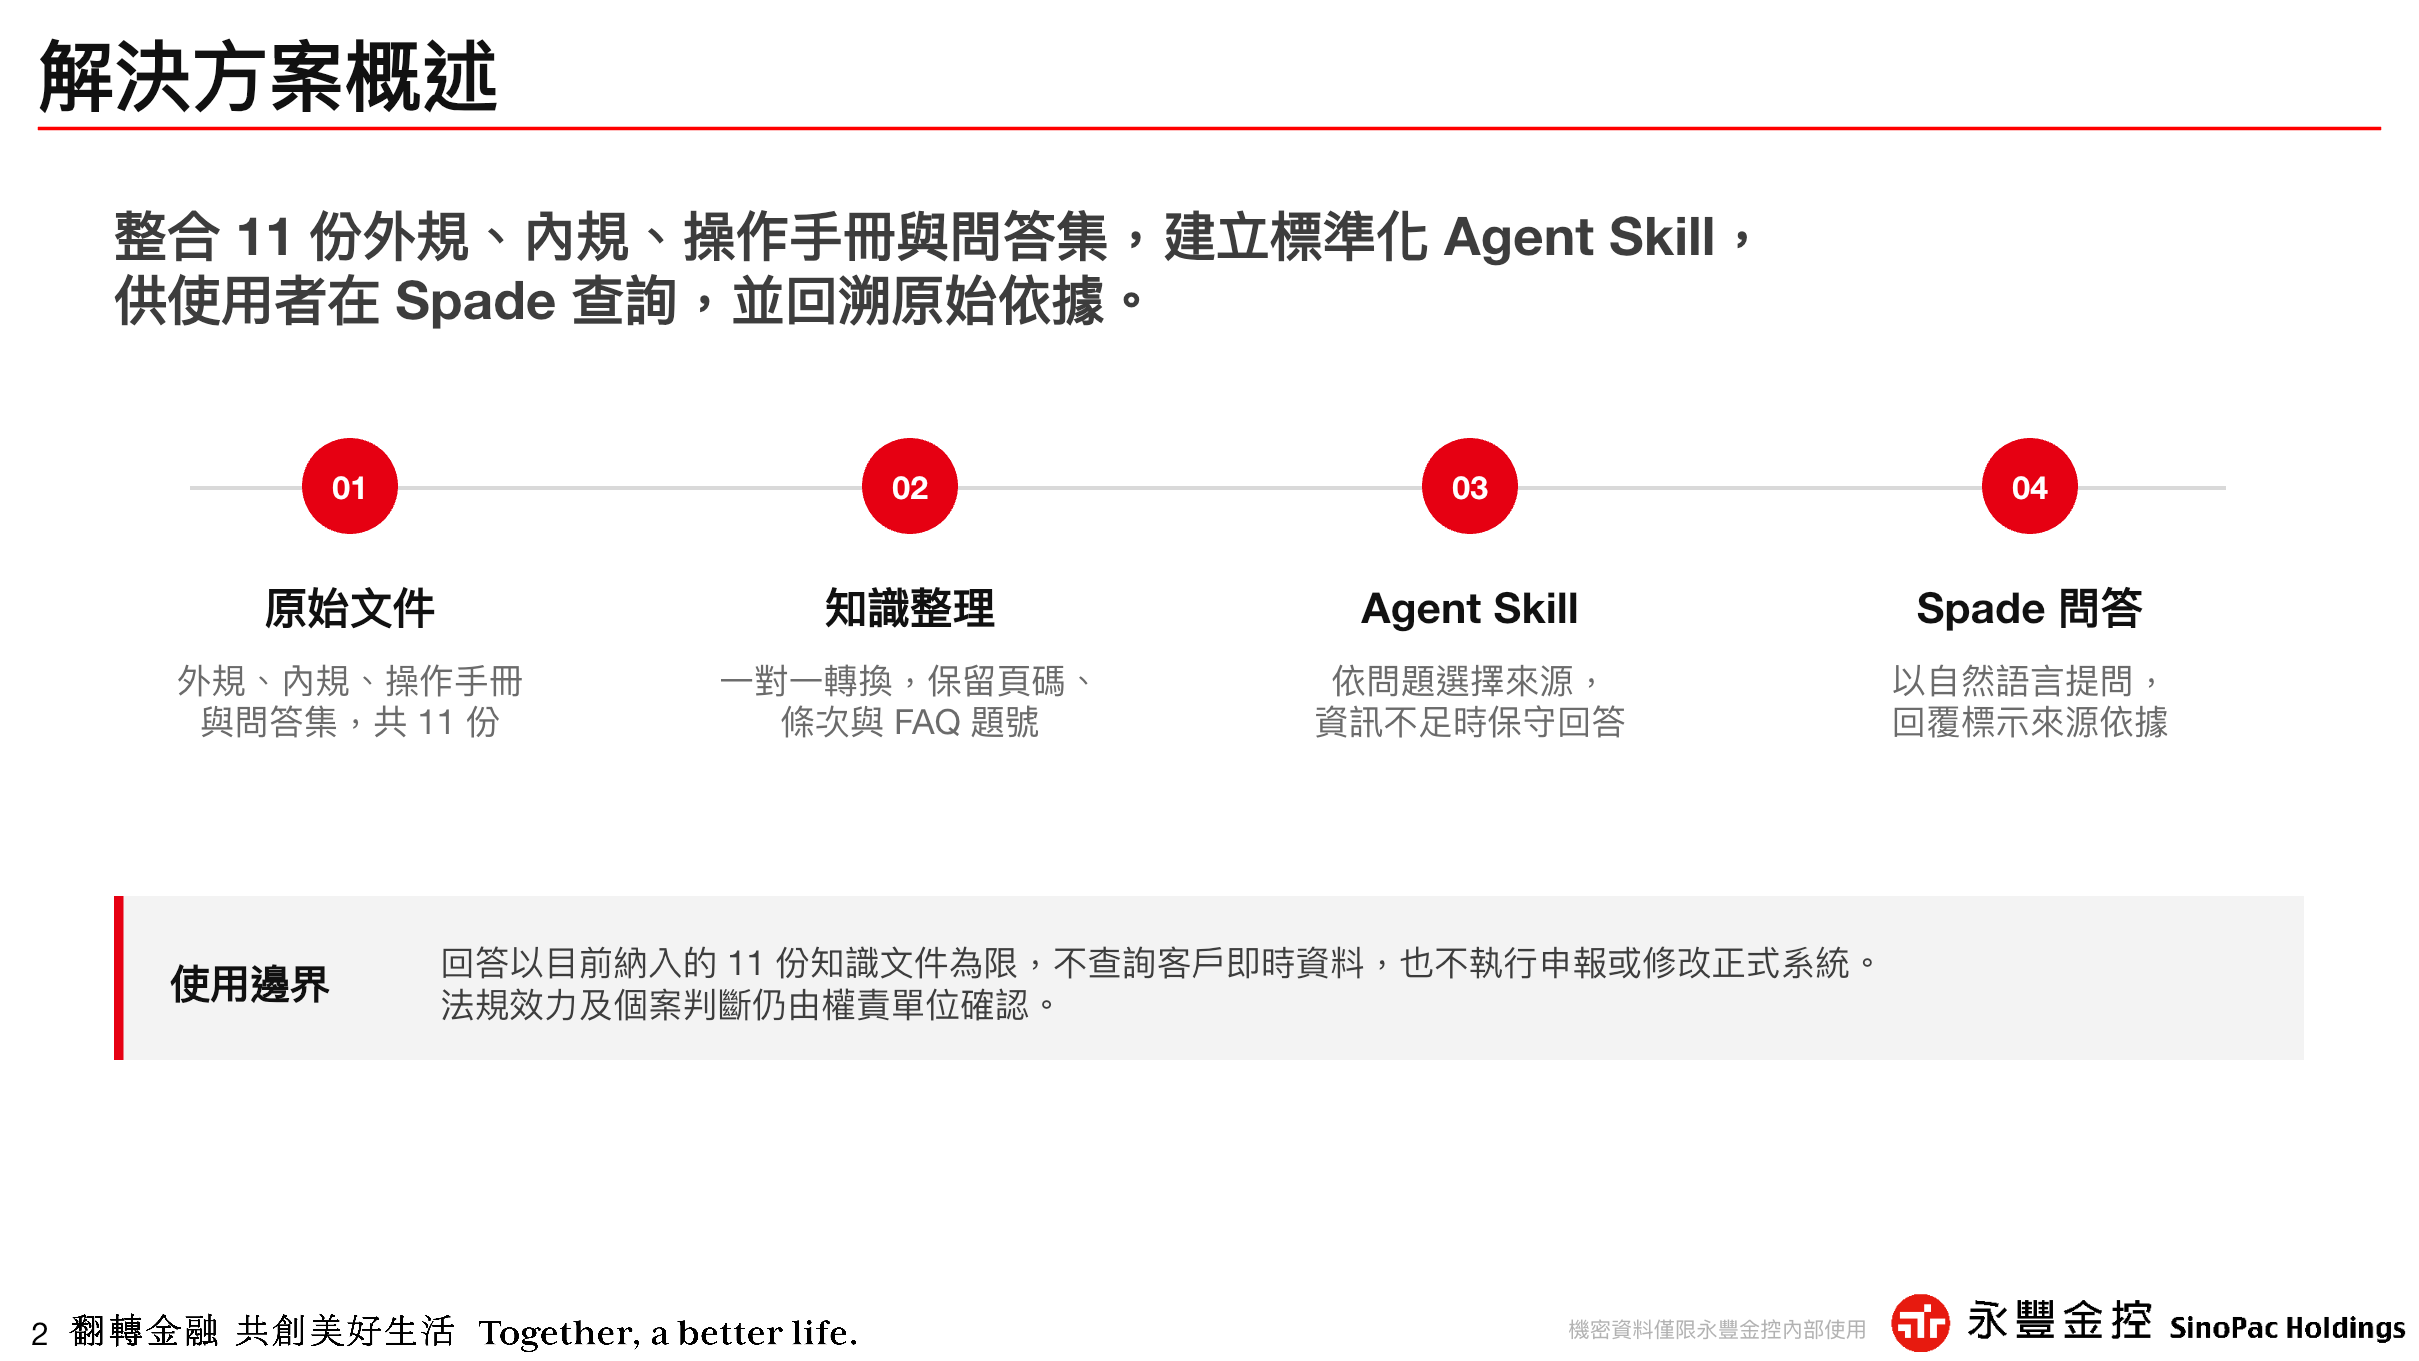 解決方案概述
整合 11 份外規、內規、操作手冊與問答集，建立標準化 Agent Skill，
供使用者在 Spade 查詢，並回溯原始依據。
01
02
03
04
原始文件
外規、內規、操作手冊
與問答集，共 11 份
知識整理
一對一轉換，保留頁碼、
條次與 FAQ 題號
Agent Skill
依問題選擇來源，
資訊不足時保守回答
Spade 問答
以自然語言提問，
回覆標示來源依據
使用邊界
回答以目前納入的 11 份知識文件為限，不查詢客戶即時資料，也不執行申報或修改正式系統。
法規效力及個案判斷仍由權責單位確認。
2 翻轉金融 共創美好生活 Together, a better life.
機密資料僅限永豐金控內部使用
永豐金控 SinoPac Holdings